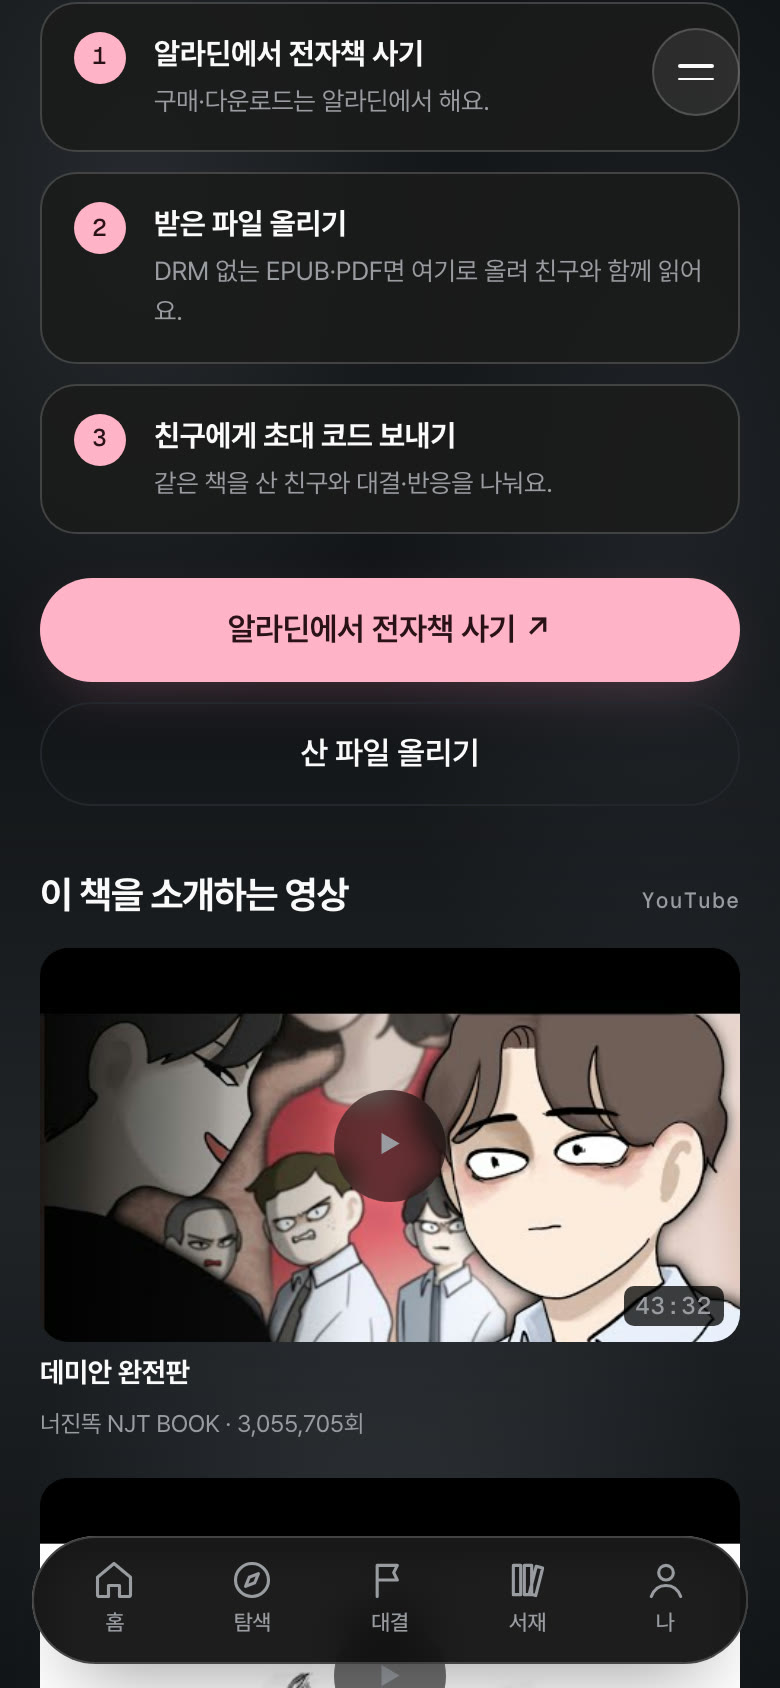 1
알라딘에서 전자책 사기
구매·다운로드는 알라딘에서 해요.
2
받은 파일 올리기
DRM 없는 EPUB·PDF면 여기로 올려 친구와 함께 읽어
요.
3
친구에게 초대 코드 보내기
같은 책을 산 친구와 대결·반응을 나눠요.
알라딘에서 전자책 사기 ↗
산 파일 올리기
이 책을 소개하는 영상
YouTube
43:32
데미안 완전판
너진똑 NJT BOOK · 3,055,705회
홈
탐색
대결
서재
나